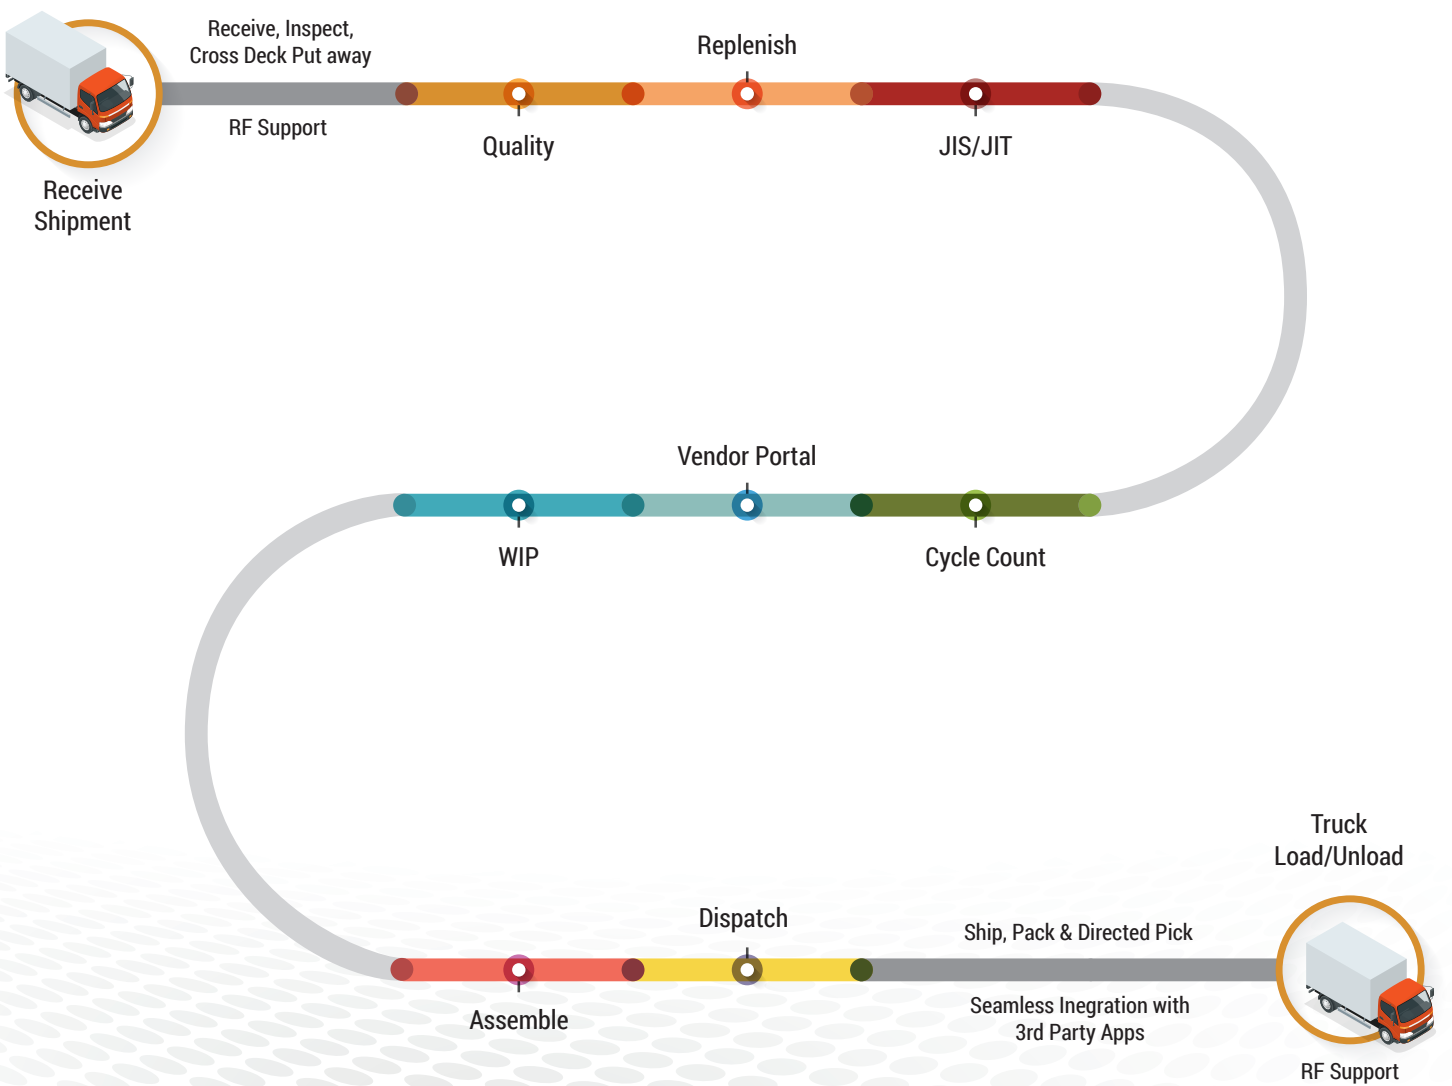 Receive, Inspect,
Cross Deck Put away
RF Support
Receive
Shipment
Quality
Replenish
JIS/JIT
Cycle Count
Vendor Portal
WIP
Assemble
Dispatch
Ship, Pack & Directed Pick
Seamless Inegration with
3rd Party Apps
Truck
Load/Unload
RF Support